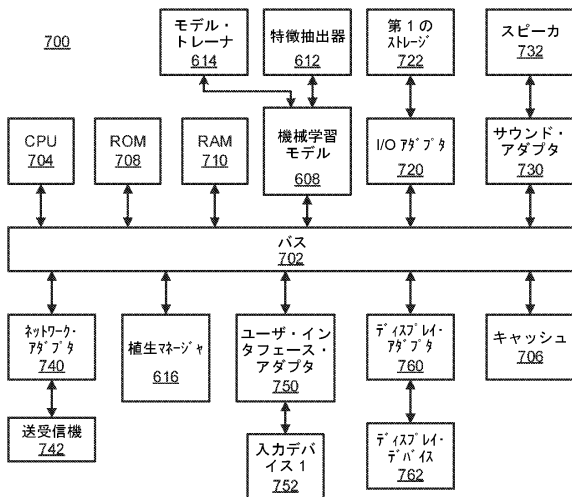 700
モデル・
トレーナ
614
特徴抽出器
612
第１の
ストレージ
722
スピーカ
732
CPU
704
ROM
708
RAM
710
機械学習
モデル
608
I/O アダプタ
720
サウンド・
アダプタ
730
バス
702
ネットワーク・
アダプタ
740
植生マネージャ
616
ユーザ・イン
タフェース・
アダプタ
750
ディスプレイ・
アダプタ
760
キャッシュ
706
送受信機
742
入力デバ
イス 1
752
ディスプレイ・
デバイス
762